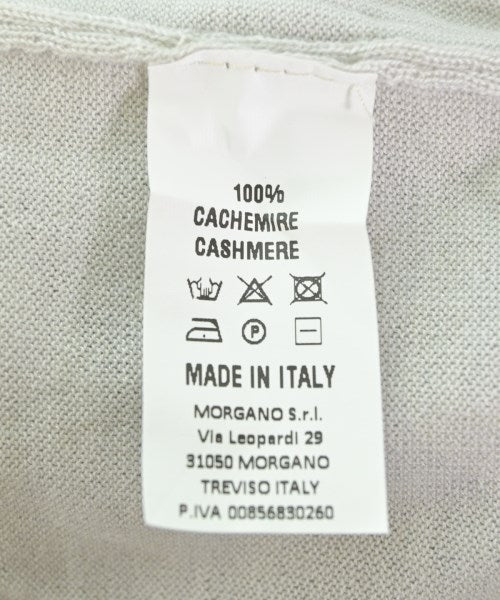 100%
CACHEMIRE
CASHMERE
P
MADE IN ITALY
MORGANO S.r.l.
Via Leopardi 29
31050 MORGANO
TREVISO ITALY
P.IVA 00856830260